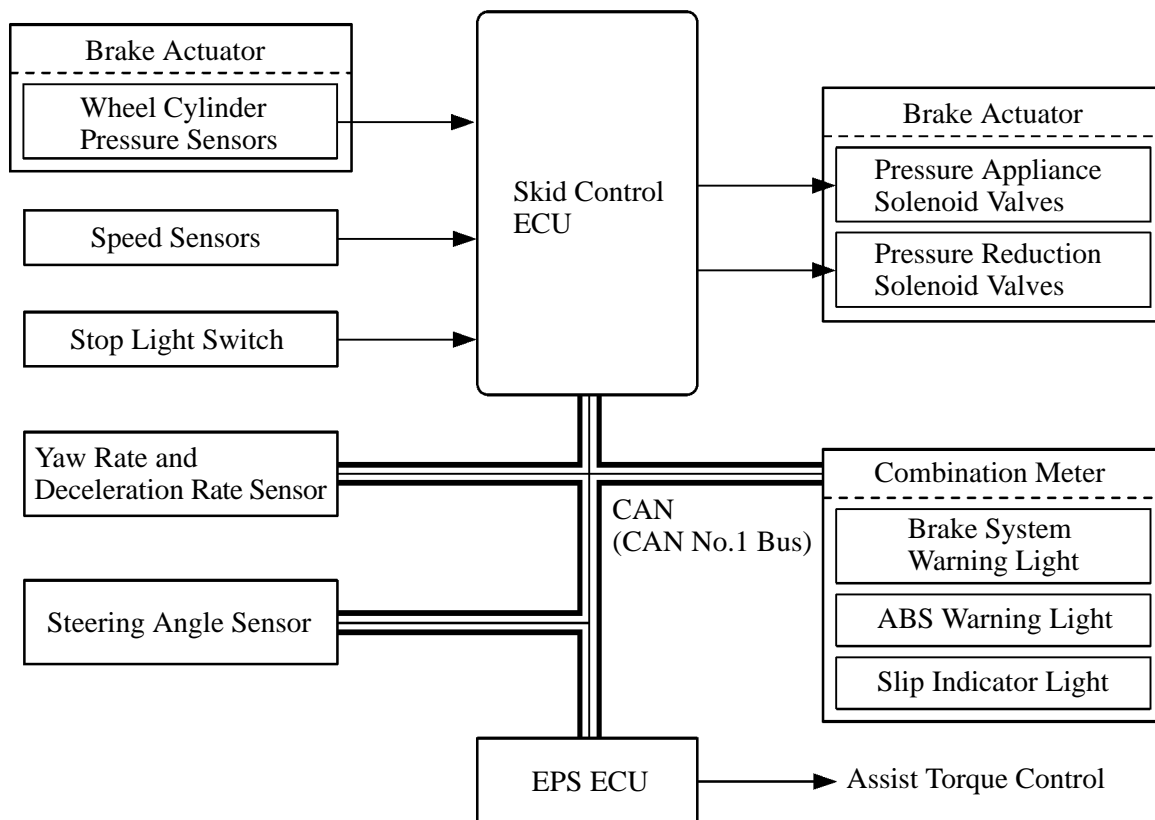 Brake Actuator
Wheel Cylinder
Pressure Sensors
Speed Sensors
Stop Light Switch
Skid Control
ECU
Brake Actuator
Pressure Appliance
Solenoid Valves
Pressure Reduction
Solenoid Valves
Yaw Rate and
Deceleration Rate Sensor
Steering Angle Sensor
CAN
(CAN No.1 Bus)
Combination Meter
Brake System
Warning Light
ABS Warning Light
Slip Indicator Light
EPS ECU
Assist Torque Control